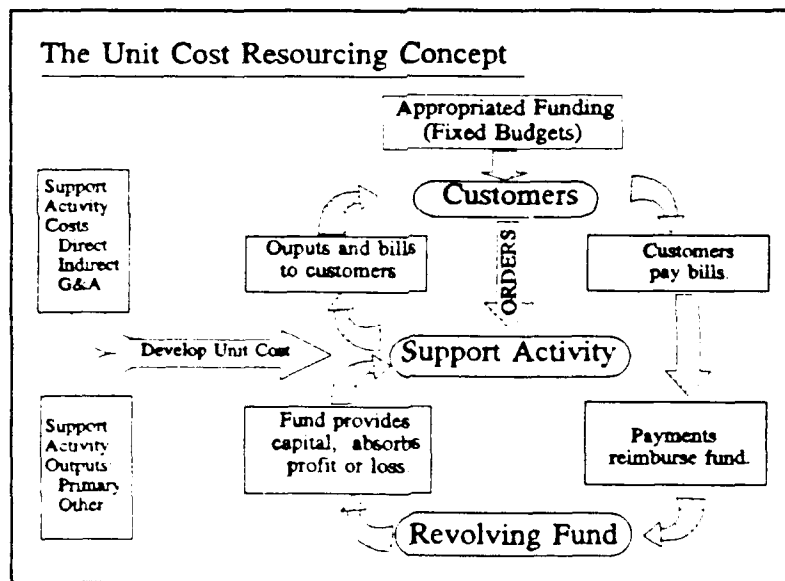 The Unit Cost Resourcing Concept
Appropriated Funding
(Fixed Budgets)
Customers
Support
Activity
Costs
Direct
Indirect
G&A
Ouputs and bills
to customers
ORDERS
Customers
pay bills.
Develop Unit Cost
Support Activity
Support
Activity
Outputs
Primary
Other
Fund provides
capital, absorbs
profit or loss
Payments
reimburse fund.
Revolving Fund